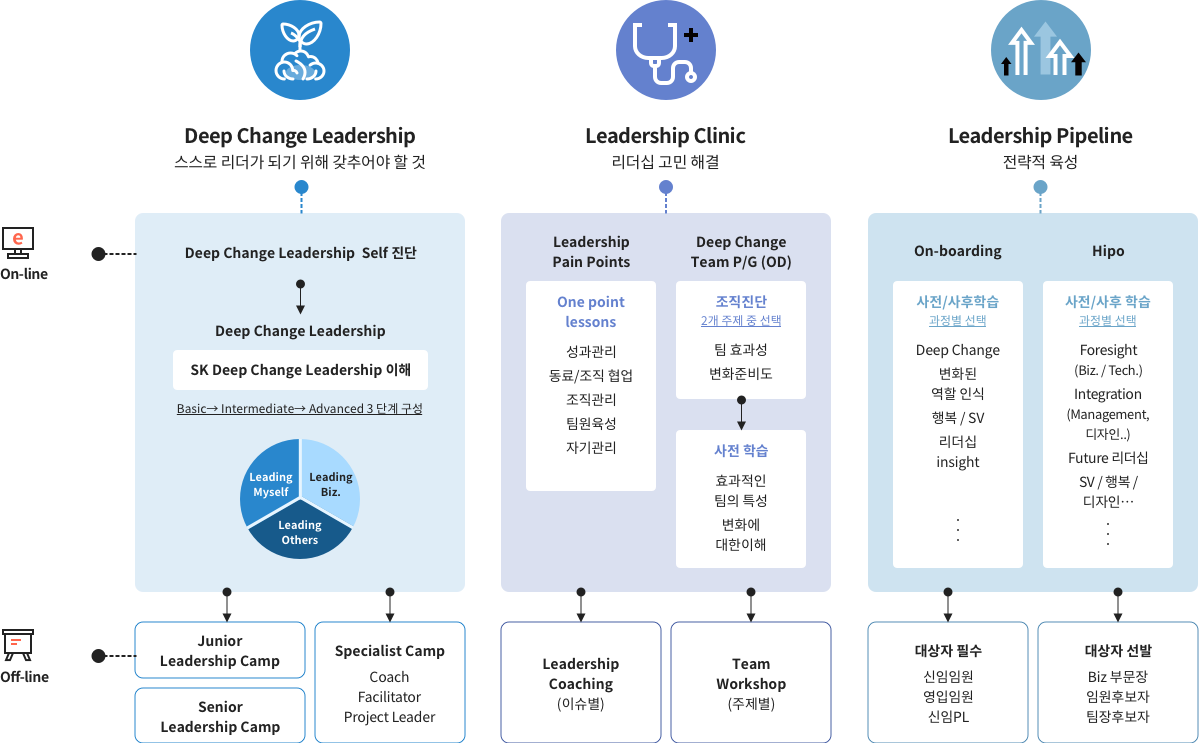 Deep Change Leadership
스스로 리더가 되기 위해 갖추어야 할 것
Leadership Clinic
리더십 고민 해결
Leadership Pipeline
전략적 육성
e
On-line
Deep Change Leadership Self 진단
Deep Change Leadership
SK Deep Change Leadership 이해
Basic→ Intermediate→ Advanced 3 단계 구성
Leading
Myself
Leading
Biz.
Leading
Others
Leadership
Pain Points
One point
lessons
성과관리
동료/조직 협업
조직관리
팀원육성
자기관리
Deep Change
Team P/G (OD)
조직진단
2개 주제 중 선택
팀 효과성
변화준비도
사전 학습
효과적인
팀의 특성
변화에
대한이해
On-boarding
사전/사후학습
과정별 선택
Deep Change
변화된
역할 인식
행복 / SV
리더십
insight
Hipo
사전/사후 학습
과정별 선택
Foresight
(Biz. / Tech.)
Integration
(Management,
디자인..)
Future 리더십
SV / 행복 /
디자인…
Off-line
Junior
Leadership Camp
Senior
Leadership Camp
Specialist Camp
Coach
Facilitator
Project Leader
Leadership
Coaching
(이슈별)
Team
Workshop
(주제별)
대상자 필수
신임임원
영입임원
신임PL
대상자 선발
Biz 부문장
임원후보자
팀장후보자